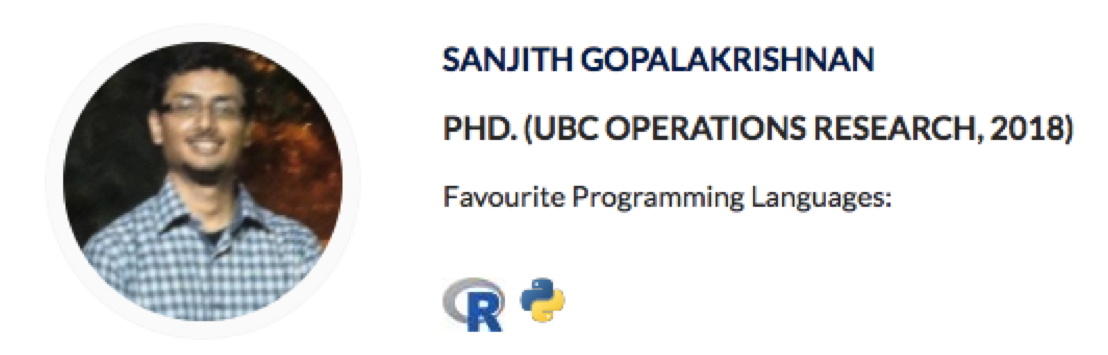 SANJITH GOPALAKRISHNAN
PHD. (UBC OPERATIONS RESEARCH, 2018)
Favourite Programming Languages:
R